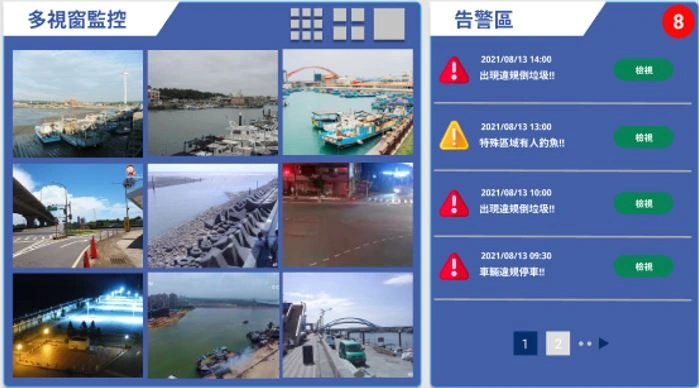 多視窗監控
告警區
8
2021/08/13 14:00
出現違規倒垃圾!!
檢視
2021/08/13 13:00
特殊區域有人釣魚!!
檢視
2021/08/13 10:00
出現違規倒垃圾!!
檢視
2021/08/13 09:30
車輛違規停車!!
檢視
1 2